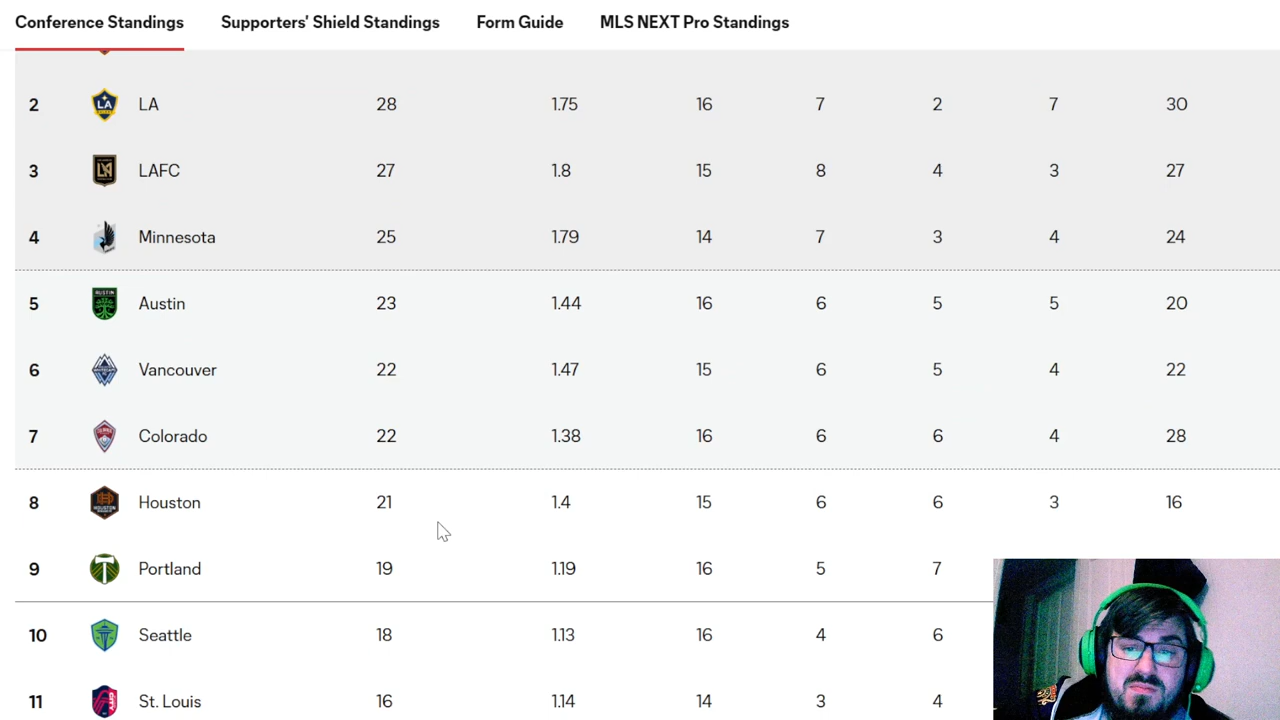 Conference Standings Supporters' Shield Standings Form Guide MLS NEXT Pro Standings
2 LA 28 1.75 16 7 2 7 30
3 LAFC 27 1.8 15 8 4 3 27
4 Minnesota 25 1.79 14 7 3 4 24
5 Austin 23 1.44 16 6 5 5 20
6 Vancouver 22 1.47 15 6 5 4 22
7 Colorado 22 1.38 16 6 6 4 28
8 Houston 21 1.4 15 6 6 3 16
9 Portland 19 1.19 16 5 7
10 Seattle 18 1.13 16 4 6
11 St. Louis 16 1.14 14 3 4